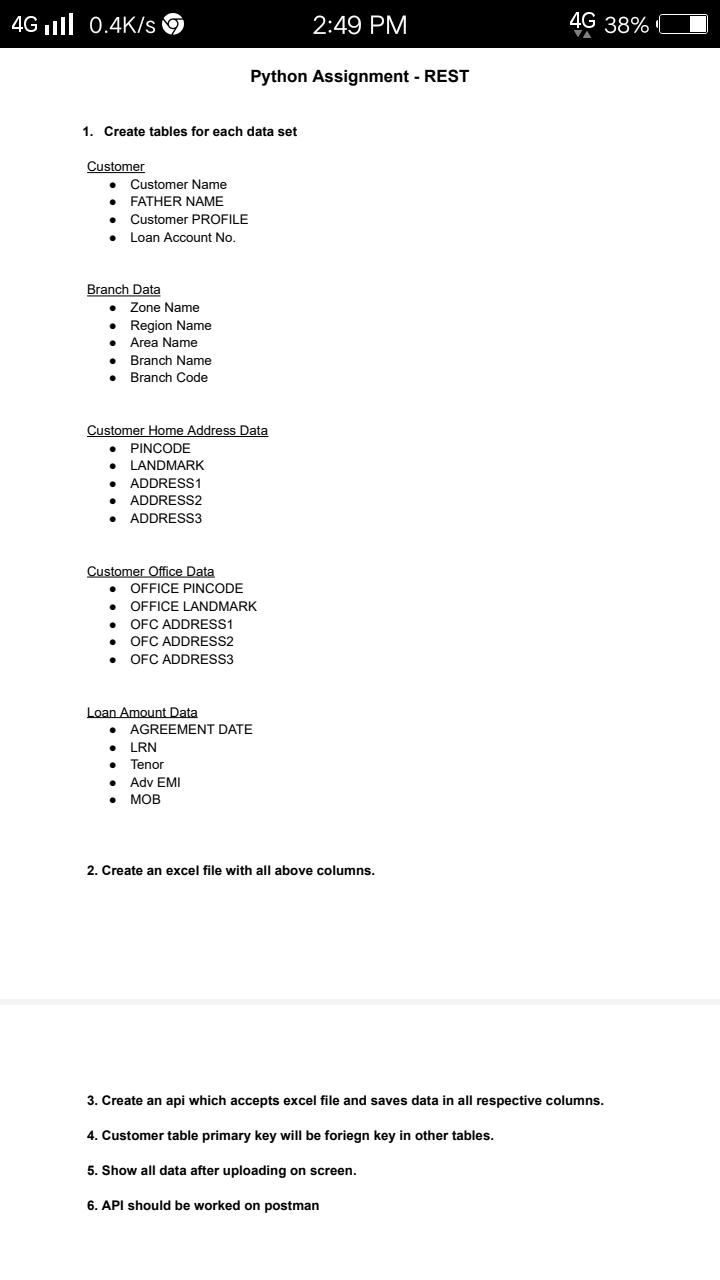 4G 0.4K/s 2:49 PM 4G 38%
Python Assignment - REST
1. Create tables for each data set
Customer
● Customer Name
● FATHER NAME
● Customer PROFILE
● Loan Account No.
Branch Data
● Zone Name
● Region Name
● Area Name
● Branch Name
● Branch Code
Customer Home Address Data
● PINCODE
● LANDMARK
● ADDRESS1
● ADDRESS2
● ADDRESS3
Customer Office Data
● OFFICE PINCODE
● OFFICE LANDMARK
● OFC ADDRESS1
● OFC ADDRESS2
● OFC ADDRESS3
Loan Amount Data
● AGREEMENT DATE
● LRN
● Tenor
● Adv EMI
● MOB
2. Create an excel file with all above columns.
3. Create an api which accepts excel file and saves data in all respective columns.
4. Customer table primary key will be foriegn key in other tables.
5. Show all data after uploading on screen.
6. API should be worked on postman